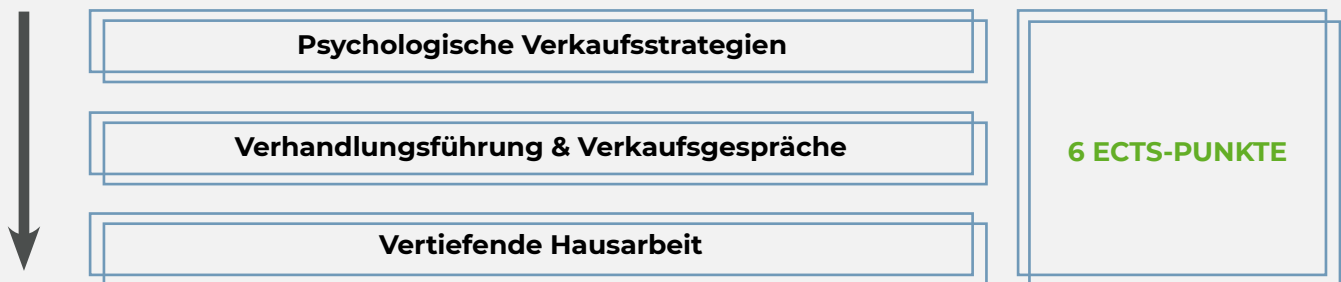 Psychologische Verkaufsstrategien
Verhandlungsführung & Verkaufsgespräche
6 ECTS-PUNKTE
Vertiefende Hausarbeit